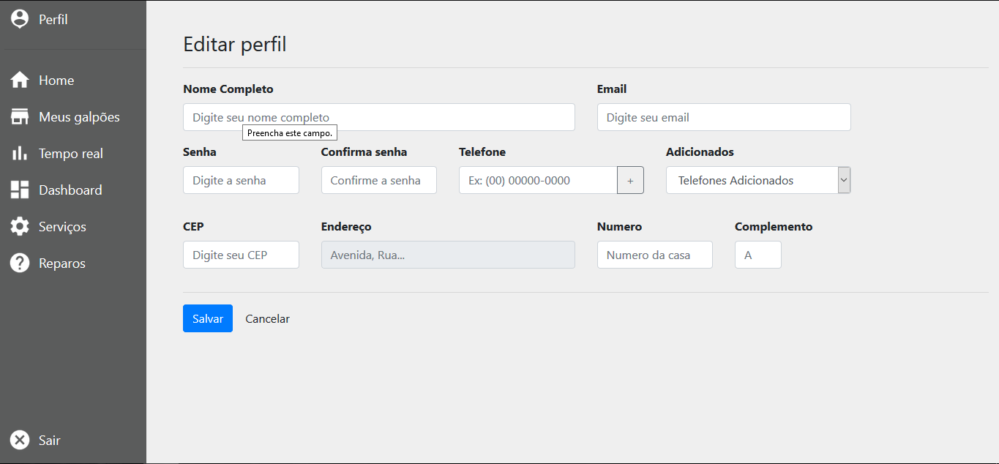 Perfil
Home
Meus galpões
Tempo real
Dashboard
Serviços
Reparos
Sair
Editar perfil
Nome Completo
Email
Digite seu nome completo
Digite seu email
Preencha este campo.
Senha
Confirma senha
Telefone
Adicionados
Digite a senha
Confirme a senha
Ex: (00) 00000-0000
+
Telefones Adicionados
CEP
Endereço
Numero
Complemento
Digite seu CEP
Avenida, Rua...
Numero da casa
A
Salvar
Cancelar